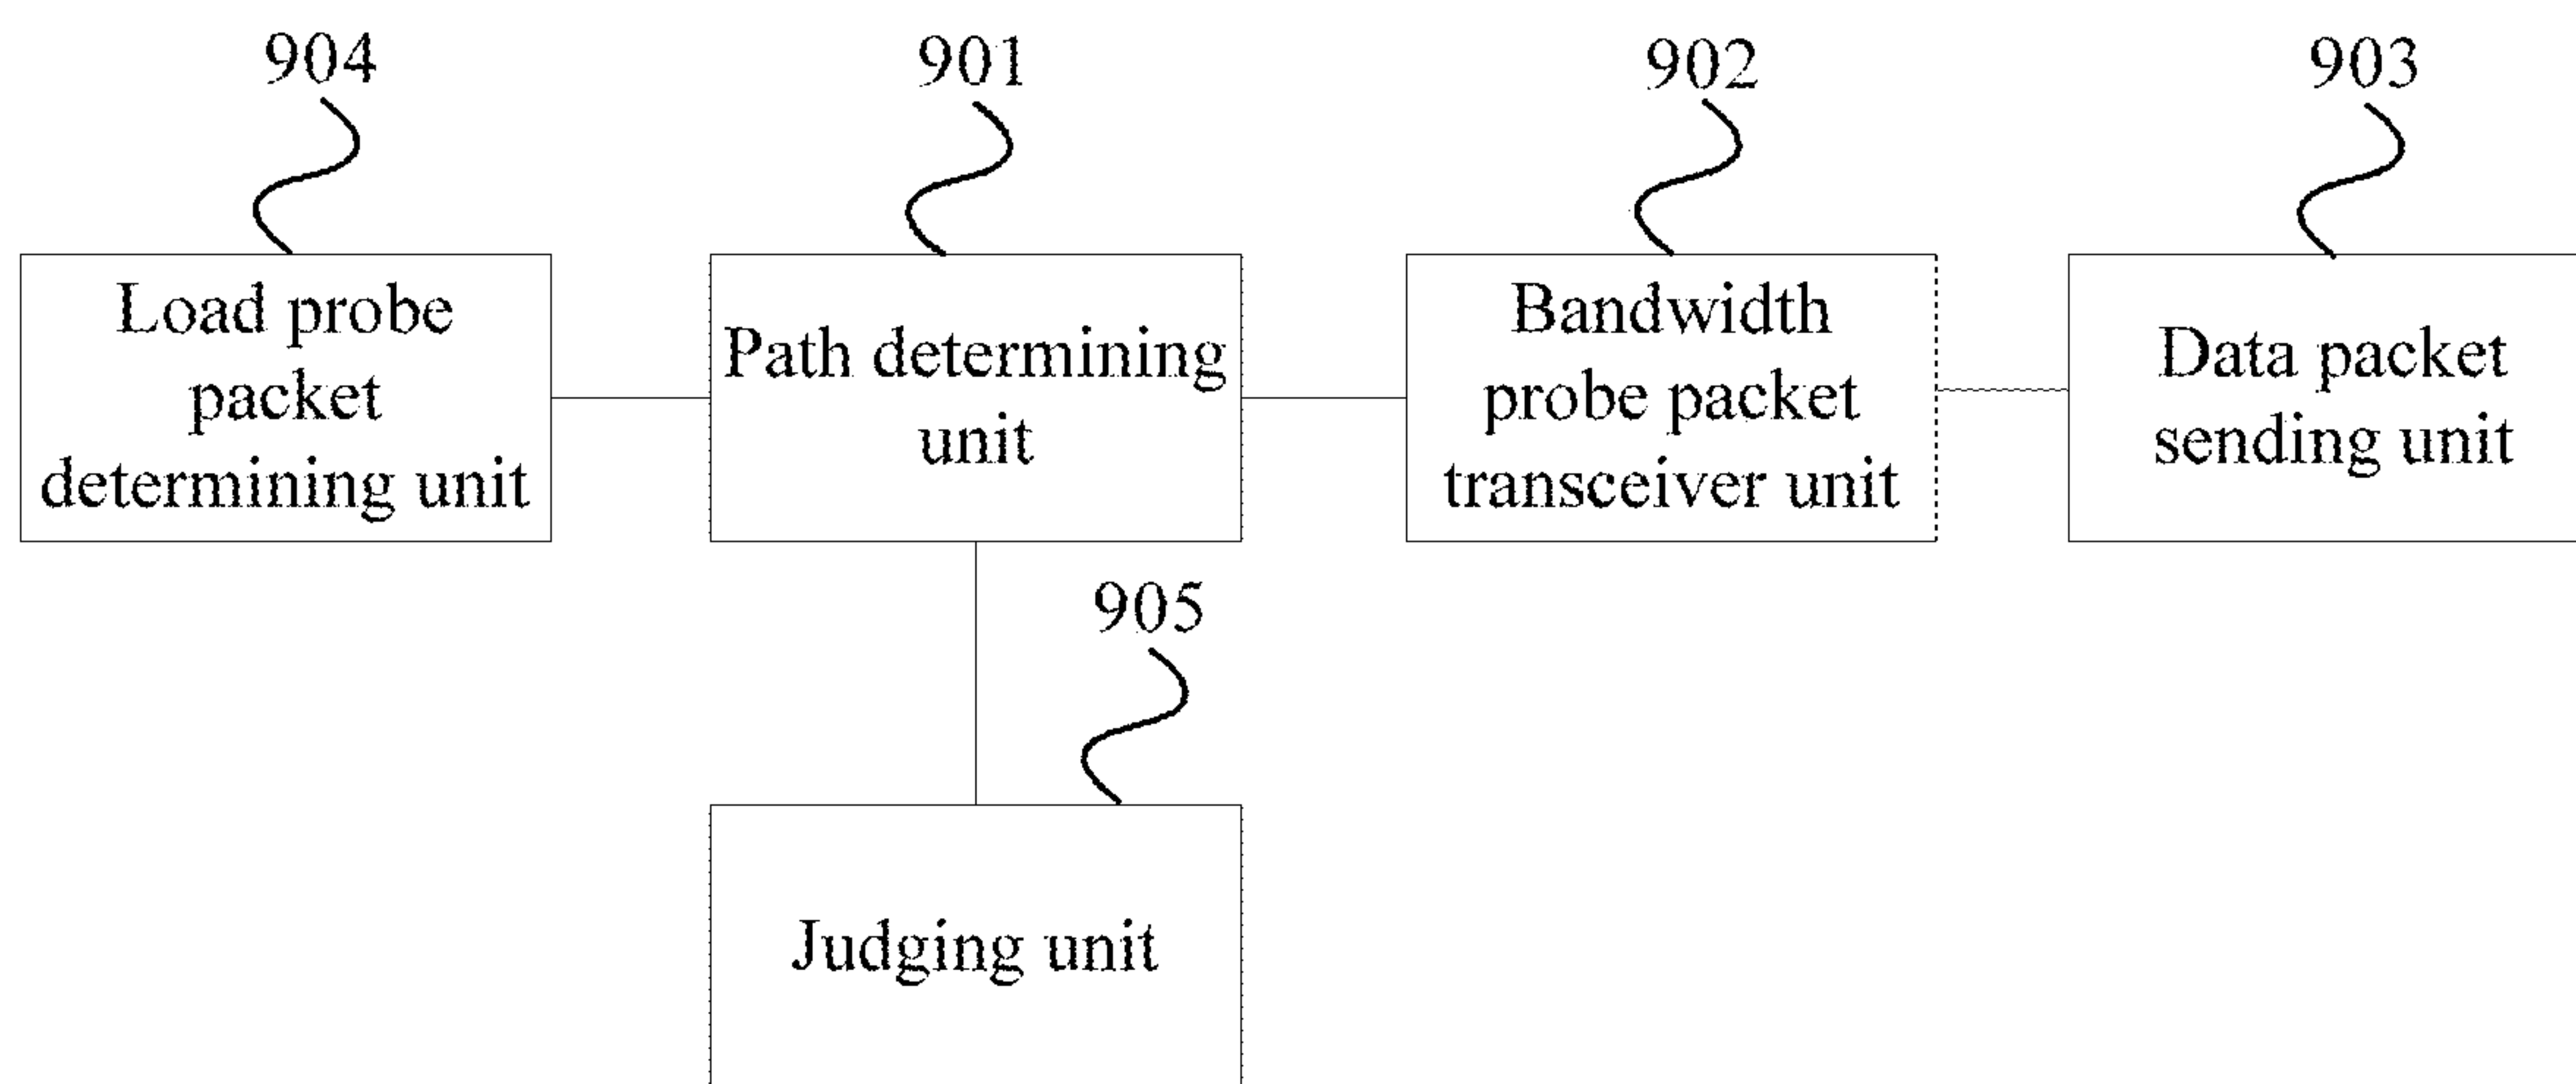 904
901
902
903
Load probe
packet
determining unit
Path determining
unit
Bandwidth
probe packet
transceiver unit
Data packet
sending unit
905
Judging unit